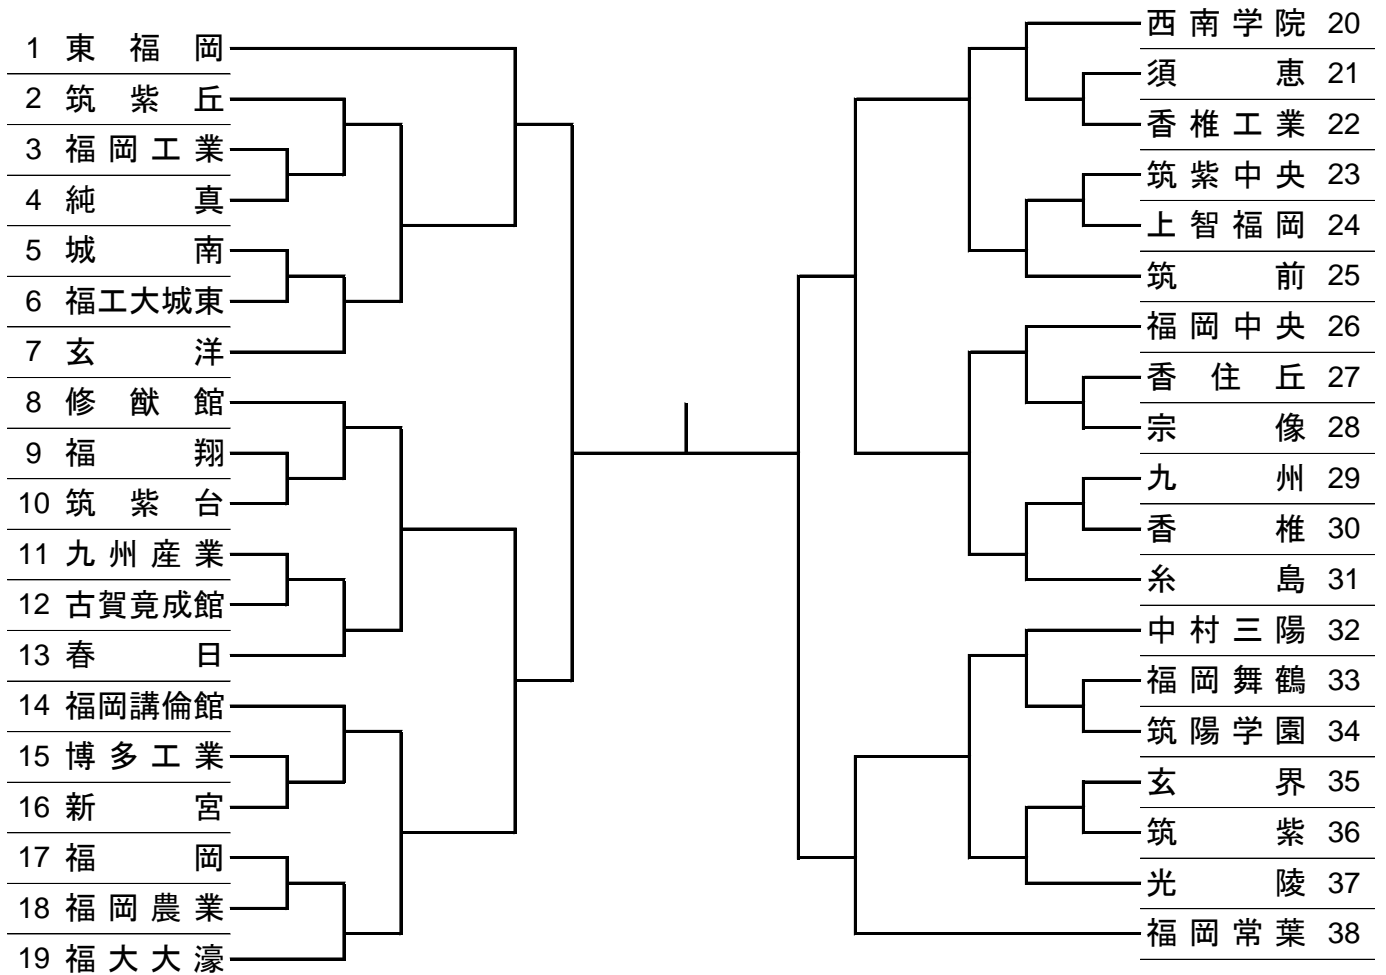 1 東福岡
2 筑紫丘
3 福岡工業
4 純真
5 城南
6 福工大城東
7 玄洋
8 修猷館
9 福翔
10 筑紫台
11 九州産業
12 古賀竟成館
13 春日
14 福岡講倫館
15 博多工業
16 新宮
17 福岡
18 福岡農業
19 福大大濠
西南学院 20
須恵 21
香椎工業 22
筑紫中央 23
上智福岡 24
筑前 25
福岡中央 26
香住丘 27
宗像 28
九州 29
香椎 30
糸島 31
中村三陽 32
福岡舞鶴 33
筑陽学園 34
玄界 35
筑紫 36
光陵 37
福岡常葉 38